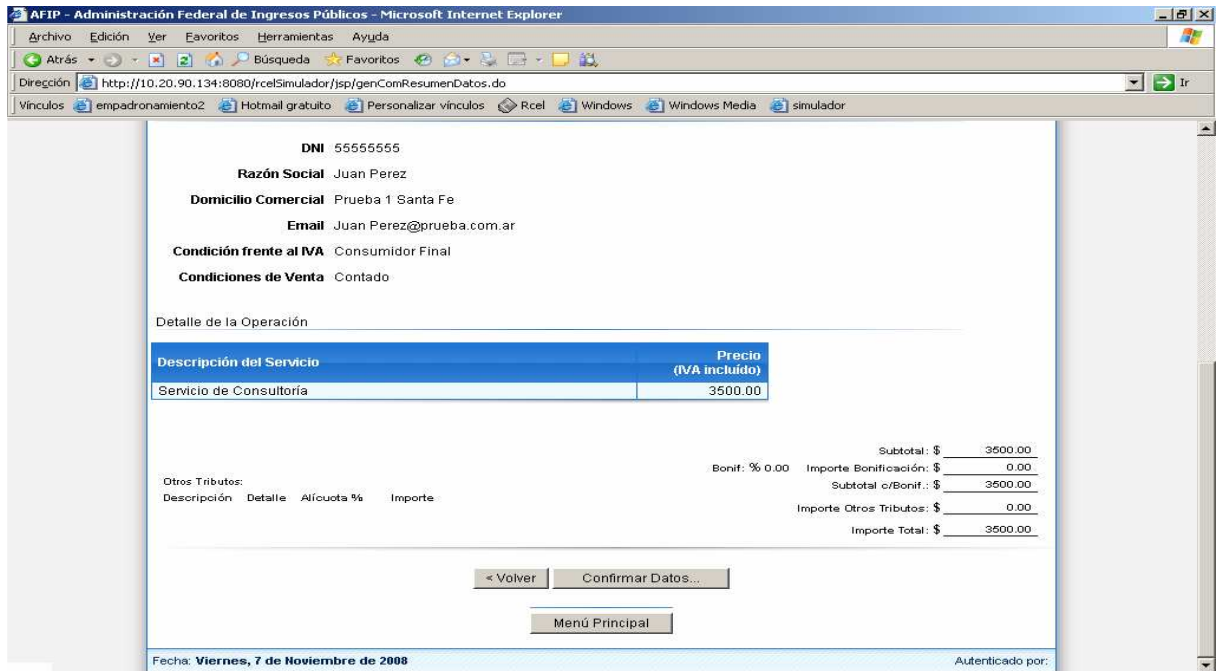 AFIP - Administración Federal de Ingresos Públicos - Microsoft Internet Explorer
Archivo Edición Ver Favoritos Herramientas Ayuda
Atrás Búsqueda Favoritos
Dirección http://10.20.90.134:8080/rcelSimulador/jsp/genComResumenDatos.do Ir
Vínculos empadronamiento2 Hotmail gratuito Personalizar vínculos Rcel Windows Windows Media simulador
DNI 55555555
Razón Social Juan Perez
Domicilio Comercial Prueba 1 Santa Fe
Email Juan Perez@prueba.com.ar
Condición frente al IVA Consumidor Final
Condiciones de Venta Contado
Detalle de la Operación
Descripción del Servicio Precio (IVA incluído)
Servicio de Consultoría 3500.00
Subtotal: $ 3500.00
Bonif: % 0.00 Importe Bonificación: $ 0.00
Otros Tributos: Subtotal c/Bonif.: $ 3500.00
Descripción Detalle Alícuota % Importe
Importe Otros Tributos: $ 0.00
Importe Total: $ 3500.00
< Volver Confirmar Datos...
Menú Principal
Fecha: Viernes, 7 de Noviembre de 2008 Autenticado por: